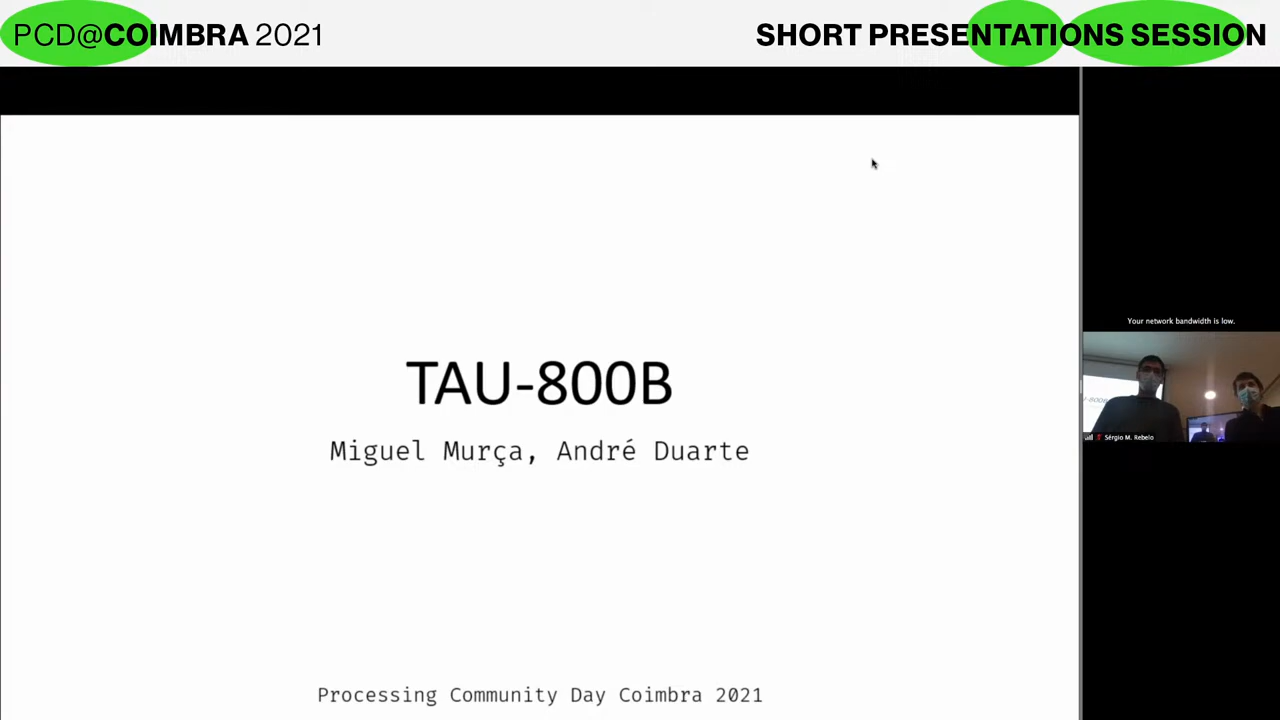 PCD@COIMBRA 2021
SHORT PRESENTATIONS SESSION
TAU-800B
Miguel Murça, André Duarte
Processing Community Day Coimbra 2021
Your network bandwidth is low.
Sérgio M. Rebelo